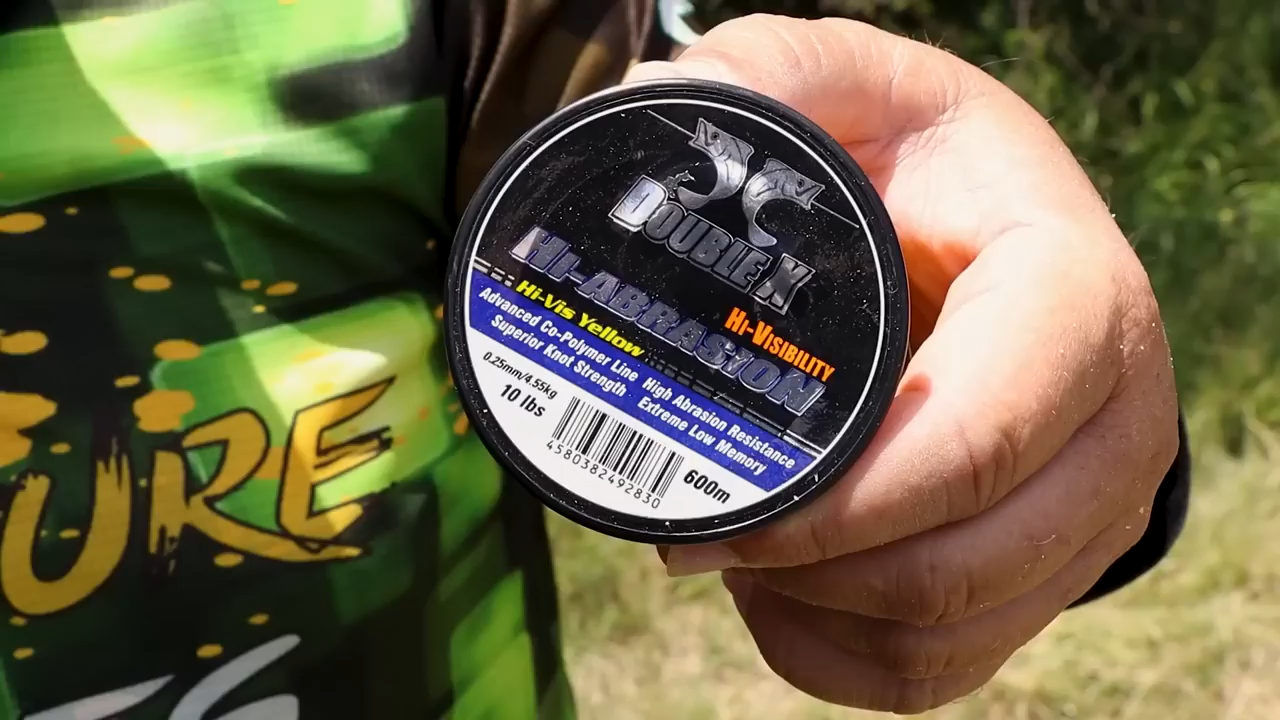 DOUBLE X
HI-ABRASION
HI-VISIBILITY
Hi-Vis Yellow
Advanced Co-Polymer Line High Abrasion Resistance
Superior Knot Strength Extreme Low Memory
0.25mm/4.55kg
10 lbs
4580382492830
600m
URE